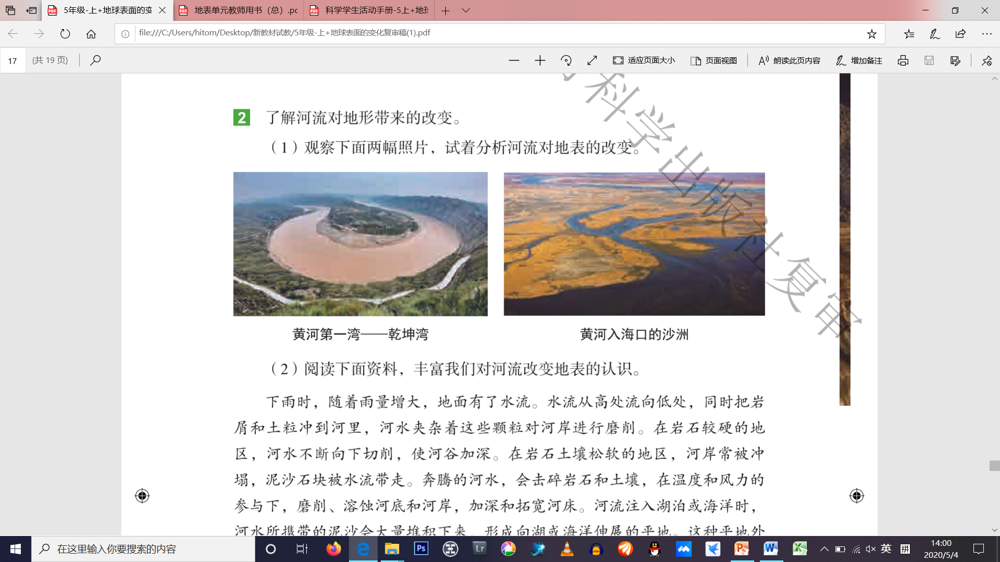 5年级-上+地球表面的变
地表单元教师用书（总）.pc
科学学生活动手册-5上+地球
file:///C:/Users/hitom/Desktop/新教材试教/5年级-上+地球表面的变化复审稿(1).pdf
17 (共 19 页) 适应页面大小 页面视图 朗读此页内容 增加备注
2 了解河流对地形带来的改变。
（1）观察下面两幅照片，试着分析河流对地表的改变。
科学出版社复审
黄河第一湾——乾坤湾 黄河入海口的沙洲
（2）阅读下面资料，丰富我们对河流改变地表的认识。
下雨时，随着雨量增大，地面有了水流。水流从高处流向低处，同时把岩
屑和土粒冲到河里，河水夹杂着这些颗粒对河岸进行磨削。在岩石较硬的地
区，河水不断向下切削，使河谷加深。在岩石土壤松软的地区，河岸常被冲
塌，泥沙石块被水流带走。奔腾的河水，会击碎岩石和土壤，在温度和风力的
参与下，磨削、溶蚀河底和河岸，加深和拓宽河床。河流注入湖泊或海洋时，
河水所携带的泥沙会大量堆积下来，形成向湖或海洋伸展的平地。这种平地外
在这里输入你要搜索的内容
Ps
Lr
英
拼
14:00
2020/5/4